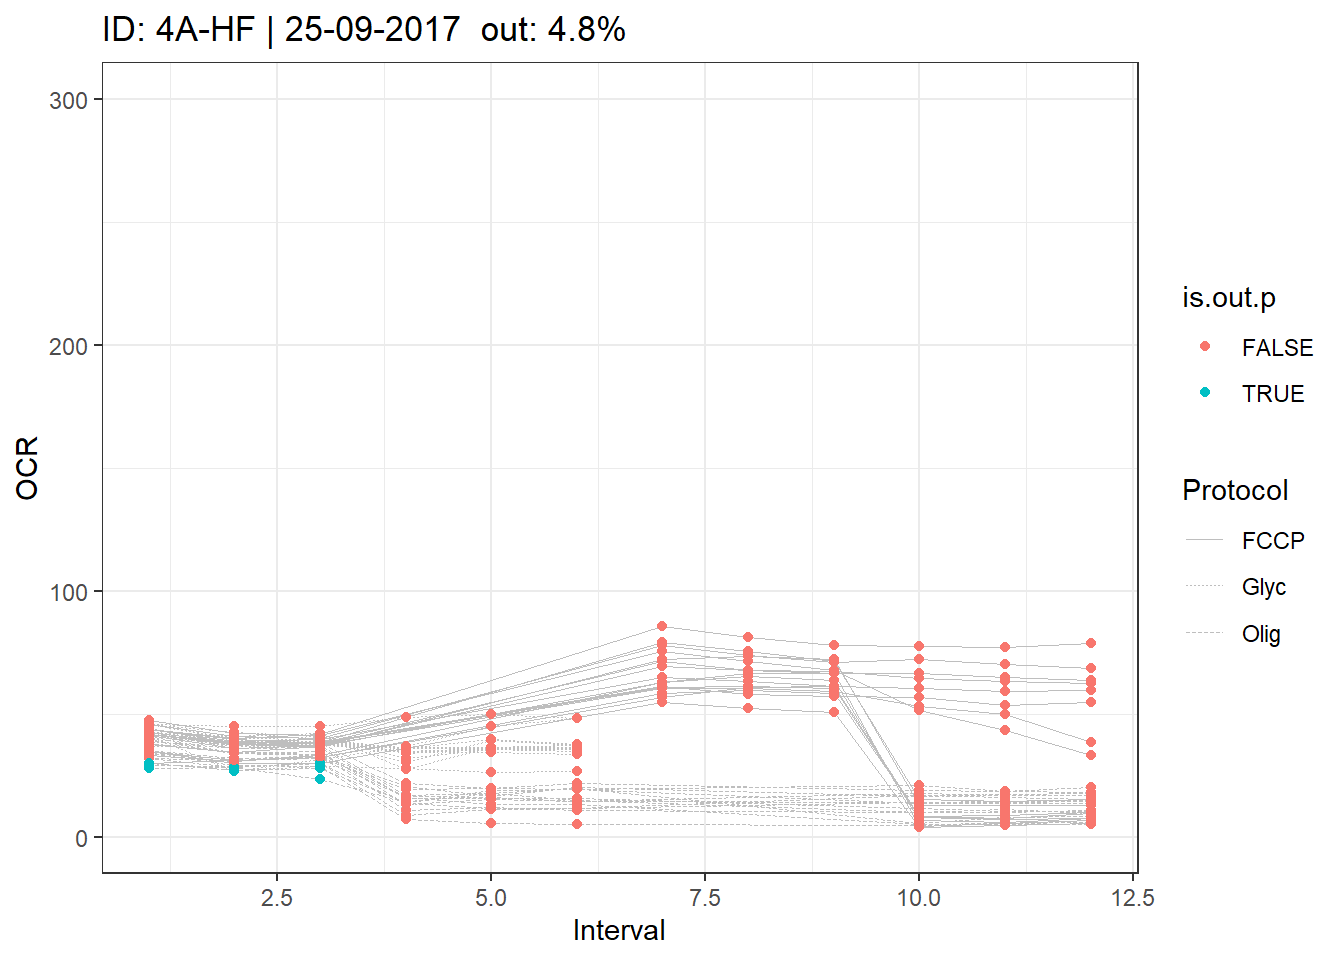 ID: 4A-HF | 25-09-2017  out: 4.8%
300
200
100
0
OCR
2.5 5.0 7.5 10.0 12.5
Interval
is.out.p
FALSE
TRUE
Protocol
FCCP
Glyc
Olig